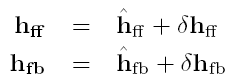 h_ff = ĥ_ff + δh_ff
h_fb = ĥ_fb + δh_fb